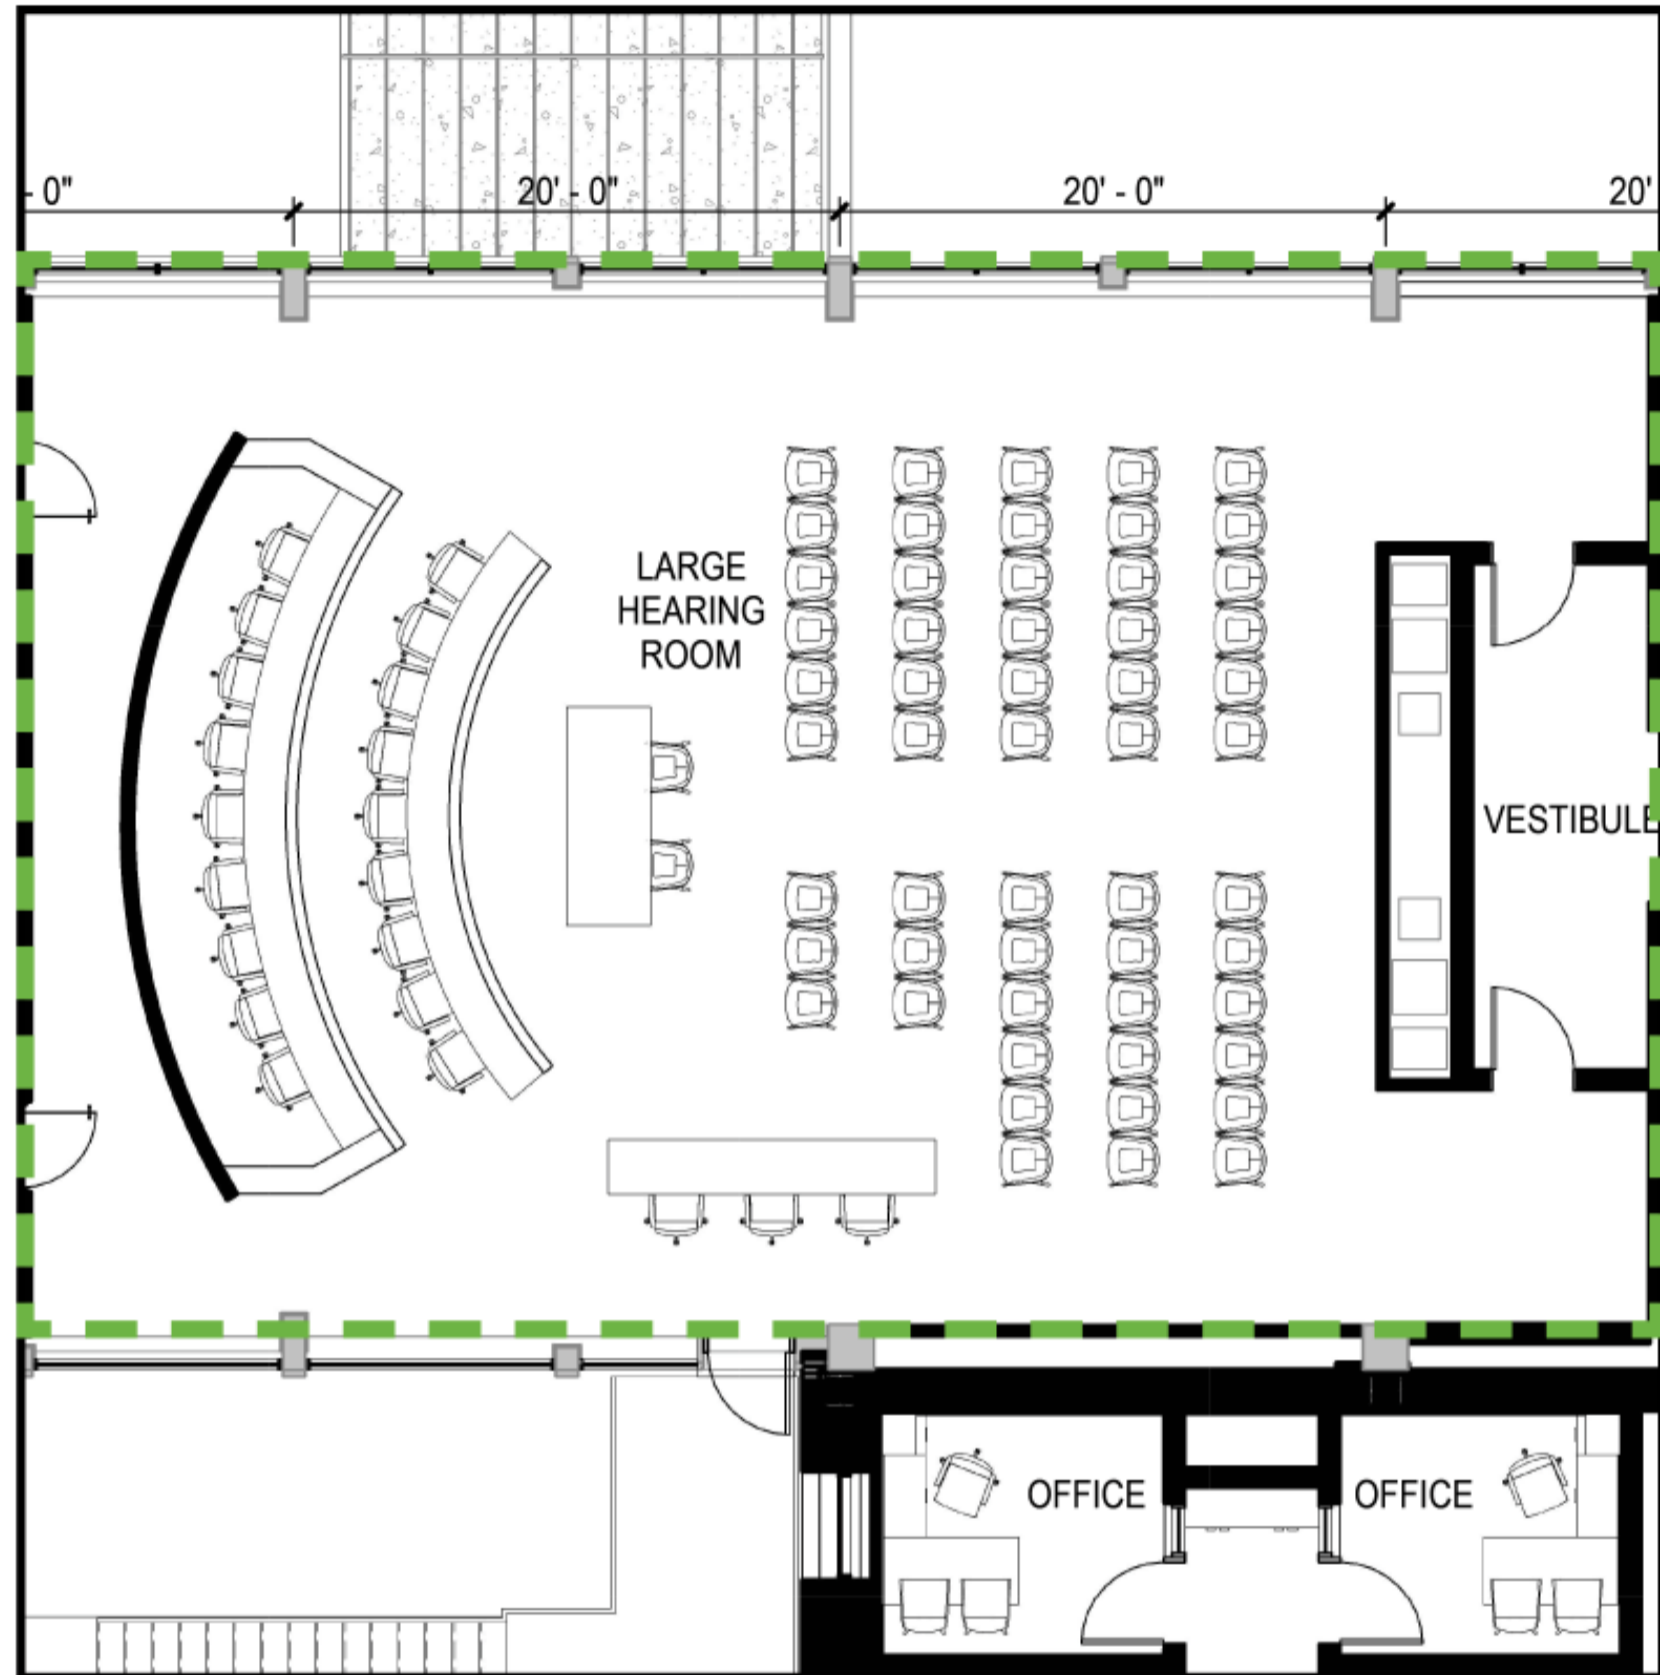 - 0"
20' - 0"
20' - 0"
20'
LARGE
HEARING
ROOM
VESTIBULE
OFFICE
OFFICE